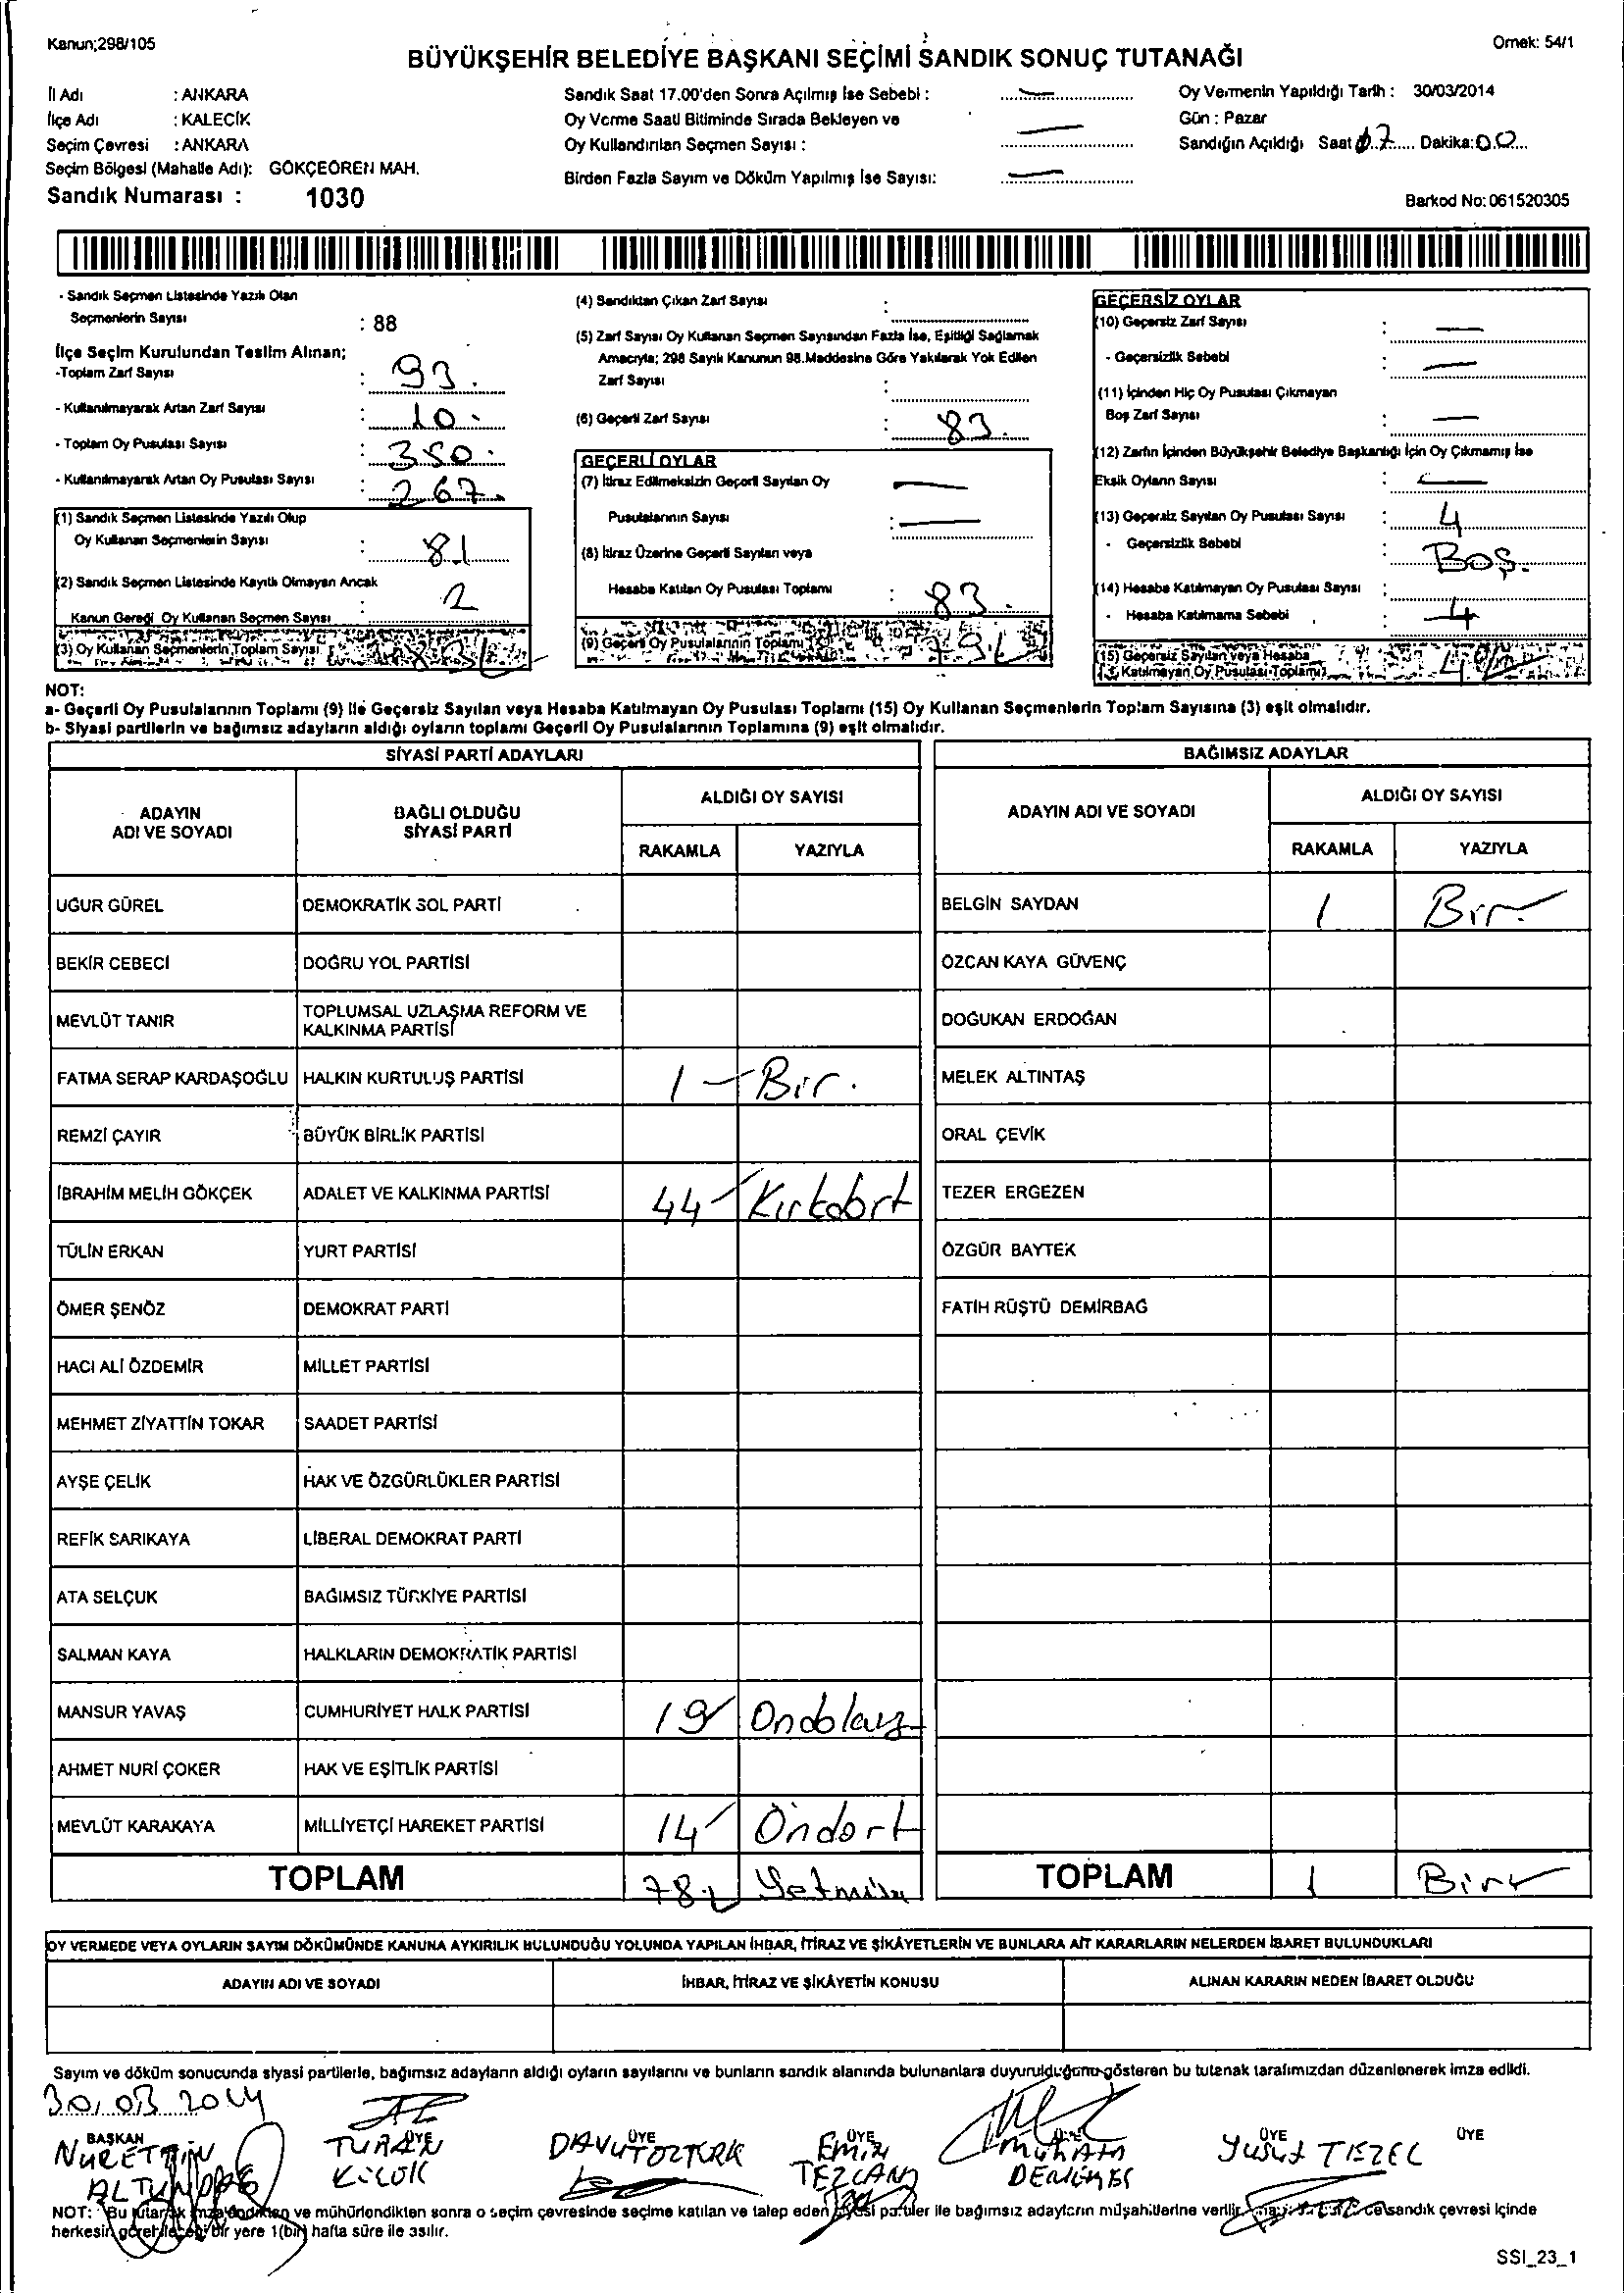 Kanun;298/105
Örnek: 54/1
BÜYÜKŞEHİR BELEDİYE BAŞKANI SEÇİMİ SANDIK SONUÇ TUTANAĞI
İl Adı : ANKARA
İlçe Adı : KALECİK
Seçim Çevresi : ANKARA
Seçim Bölgesi (Mahalle Adı): GÖKÇEÖREN MAH.
Sandık Numarası : 1030
Sandık Saat 17.00'den Sonra Açılmış İse Sebebi : —
Oy Verme Saati Bitiminde Sırada Bekleyen ve
Oy Kullandırılan Seçmen Sayısı : —
Birden Fazla Sayım ve Döküm Yapılmış İse Sayısı: —
Oy Vermenin Yapıldığı Tarih : 30/03/2014
Gün : Pazar
Sandığın Açıldığı Saat 17 Dakika: 00
Barkod No: 061520305
- Sandık Seçmen Listesinde Yazılı Olan
Seçmenlerin Sayısı : 88
İlçe Seçim Kurulundan Teslim Alınan;
-Toplam Zarf Sayısı : 93.
- Kullanılmayarak Artan Zarf Sayısı : 10.
- Toplam Oy Pusulası Sayısı : 350.
- Kullanılmayarak Artan Oy Pusulası Sayısı : 267.
(1) Sandık Seçmen Listesinde Yazılı Olup
Oy Kullanan Seçmenlerin Sayısı : 81
(2) Sandık Seçmen Listesinde Kayıtlı Olmayan Ancak
Kanun Gereği Oy Kullanan Seçmen Sayısı : 2
(3) Oy Kullanan Seçmenlerin Toplam Sayısı : 83
(4) Sandıktan Çıkan Zarf Sayısı :
(5) Zarf Sayısı Oy Kullanan Seçmen Sayısından Fazla İse, Eşitliği Sağlamak
Amacıyla; 298 Sayılı Kanunun 98.Maddesine Göre Yakılarak Yok Edilen
Zarf Sayısı :
(6) Geçerli Zarf Sayısı : 83.
GEÇERLİ OYLAR
(7) İtiraz Edilmeksizin Geçerli Sayılan Oy —
Pusulalarının Sayısı : —
(8) İtiraz Üzerine Geçerli Sayılan veya
Hesaba Katılan Oy Pusulası Toplamı : 83.
(9) Geçerli Oy Pusulalarının Toplamı 79
GEÇERSİZ OYLAR
(10) Geçersiz Zarf Sayısı : —
- Geçersizlik Sebebi : —
(11) İçinden Hiç Oy Pusulası Çıkmayan
Boş Zarf Sayısı : —
(12) Zarfın İçinden Büyükşehir Belediye Başkanlığı İçin Oy Çıkmamış İse
Eksik Oyların Sayısı : —
(13) Geçersiz Sayılan Oy Pusulası Sayısı : 4
- Geçersizlik Sebebi : BOŞ.
(14) Hesaba Katılmayan Oy Pusulası Sayısı :
- Hesaba Katılmama Sebebi : 4
(15) Geçersiz Sayılan veya Hesaba
Katılmayan Oy Pusulası Toplamı 4
NOT:
a- Geçerli Oy Pusulalarının Toplamı (9) ile Geçersiz Sayılan veya Hesaba Katılmayan Oy Pusulası Toplamı (15) Oy Kullanan Seçmenlerin Toplam Sayısına (3) eşit olmalıdır.
b- Siyasi partilerin ve bağımsız adayların aldığı oyların toplamı Geçerli Oy Pusulalarının Toplamına (9) eşit olmalıdır.
SİYASİ PARTİ ADAYLARI
ADAYIN ADI VE SOYADI BAĞLI OLDUĞU SİYASİ PARTİ ALDIĞI OY SAYISI
RAKAMLA YAZIYLA
UĞUR GÜREL DEMOKRATİK SOL PARTİ
BEKİR CEBECİ DOĞRU YOL PARTİSİ
MEVLÜT TANIR TOPLUMSAL UZLAŞMA REFORM VE KALKINMA PARTİSİ
FATMA SERAP KARDAŞOĞLU HALKIN KURTULUŞ PARTİSİ 1 — Bir.
REMZİ ÇAYIR BÜYÜK BİRLİK PARTİSİ
İBRAHİM MELİH GÖKÇEK ADALET VE KALKINMA PARTİSİ 44 Kırkdört
TÜLİN ERKAN YURT PARTİSİ
ÖMER ŞENÖZ DEMOKRAT PARTİ
HACI ALİ ÖZDEMİR MİLLET PARTİSİ
MEHMET ZİYATTİN TOKAR SAADET PARTİSİ
AYŞE ÇELİK HAK VE ÖZGÜRLÜKLER PARTİSİ
REFİK SARIKAYA LİBERAL DEMOKRAT PARTİ
ATA SELÇUK BAĞIMSIZ TÜRKİYE PARTİSİ
SALMAN KAYA HALKLARIN DEMOKRATİK PARTİSİ
MANSUR YAVAŞ CUMHURİYET HALK PARTİSİ 19
AHMET NURİ ÇOKER HAK VE EŞİTLİK PARTİSİ
MEVLÜT KARAKAYA MİLLİYETÇİ HAREKET PARTİSİ 14 Öndört
TOPLAM 78
BAĞIMSIZ ADAYLAR
ADAYIN ADI VE SOYADI ALDIĞI OY SAYISI
RAKAMLA YAZIYLA
BELGİN SAYDAN 1 Bir
ÖZCAN KAYA GÜVENÇ
DOĞUKAN ERDOĞAN
MELEK ALTINTAŞ
ORAL ÇEVİK
TEZER ERGEZEN
ÖZGÜR BAYTEK
FATİH RÜŞTÜ DEMİRBAĞ
TOPLAM 1 Bir
OY VERMEDE VEYA OYLARIN SAYIM DÖKÜMÜNDE KANUNA AYKIRILIK BULUNDUĞU YOLUNDA YAPILAN İHBAR, İTİRAZ VE ŞİKÂYETLERİN VE BUNLARA AİT KARARLARIN NELERDEN İBARET BULUNDUKLARI
ADAYIN ADI VE SOYADI İHBAR, İTİRAZ VE ŞİKÂYETİN KONUSU ALINAN KARARIN NEDEN İBARET OLDUĞU
Sayım ve döküm sonucunda siyasi partilerle, bağımsız adayların aldığı oyların sayılarını ve bunların sandık alanında bulunanlara duyurulduğunu gösteren bu tutanak tarafımızdan düzenlenerek imza edildi.
30.03.2014
BAŞKAN ÜYE ÜYE ÜYE ÜYE ÜYE ÜYE
NURETTİN TURAN DAVUT ÖZTÜRK EMİN YUSUF TEZEL
TEZCAN
NOT: Bu tutanak imzalandıktan ve mühürlendikten sonra o seçim çevresinde seçime katılan ve talep eden siyasi partiler ile bağımsız adayların müşahitlerine verilir sandık çevresi içinde
herkesin görebileceği bir yere 1(bir) hafta süre ile asılır.
SSI_23_1